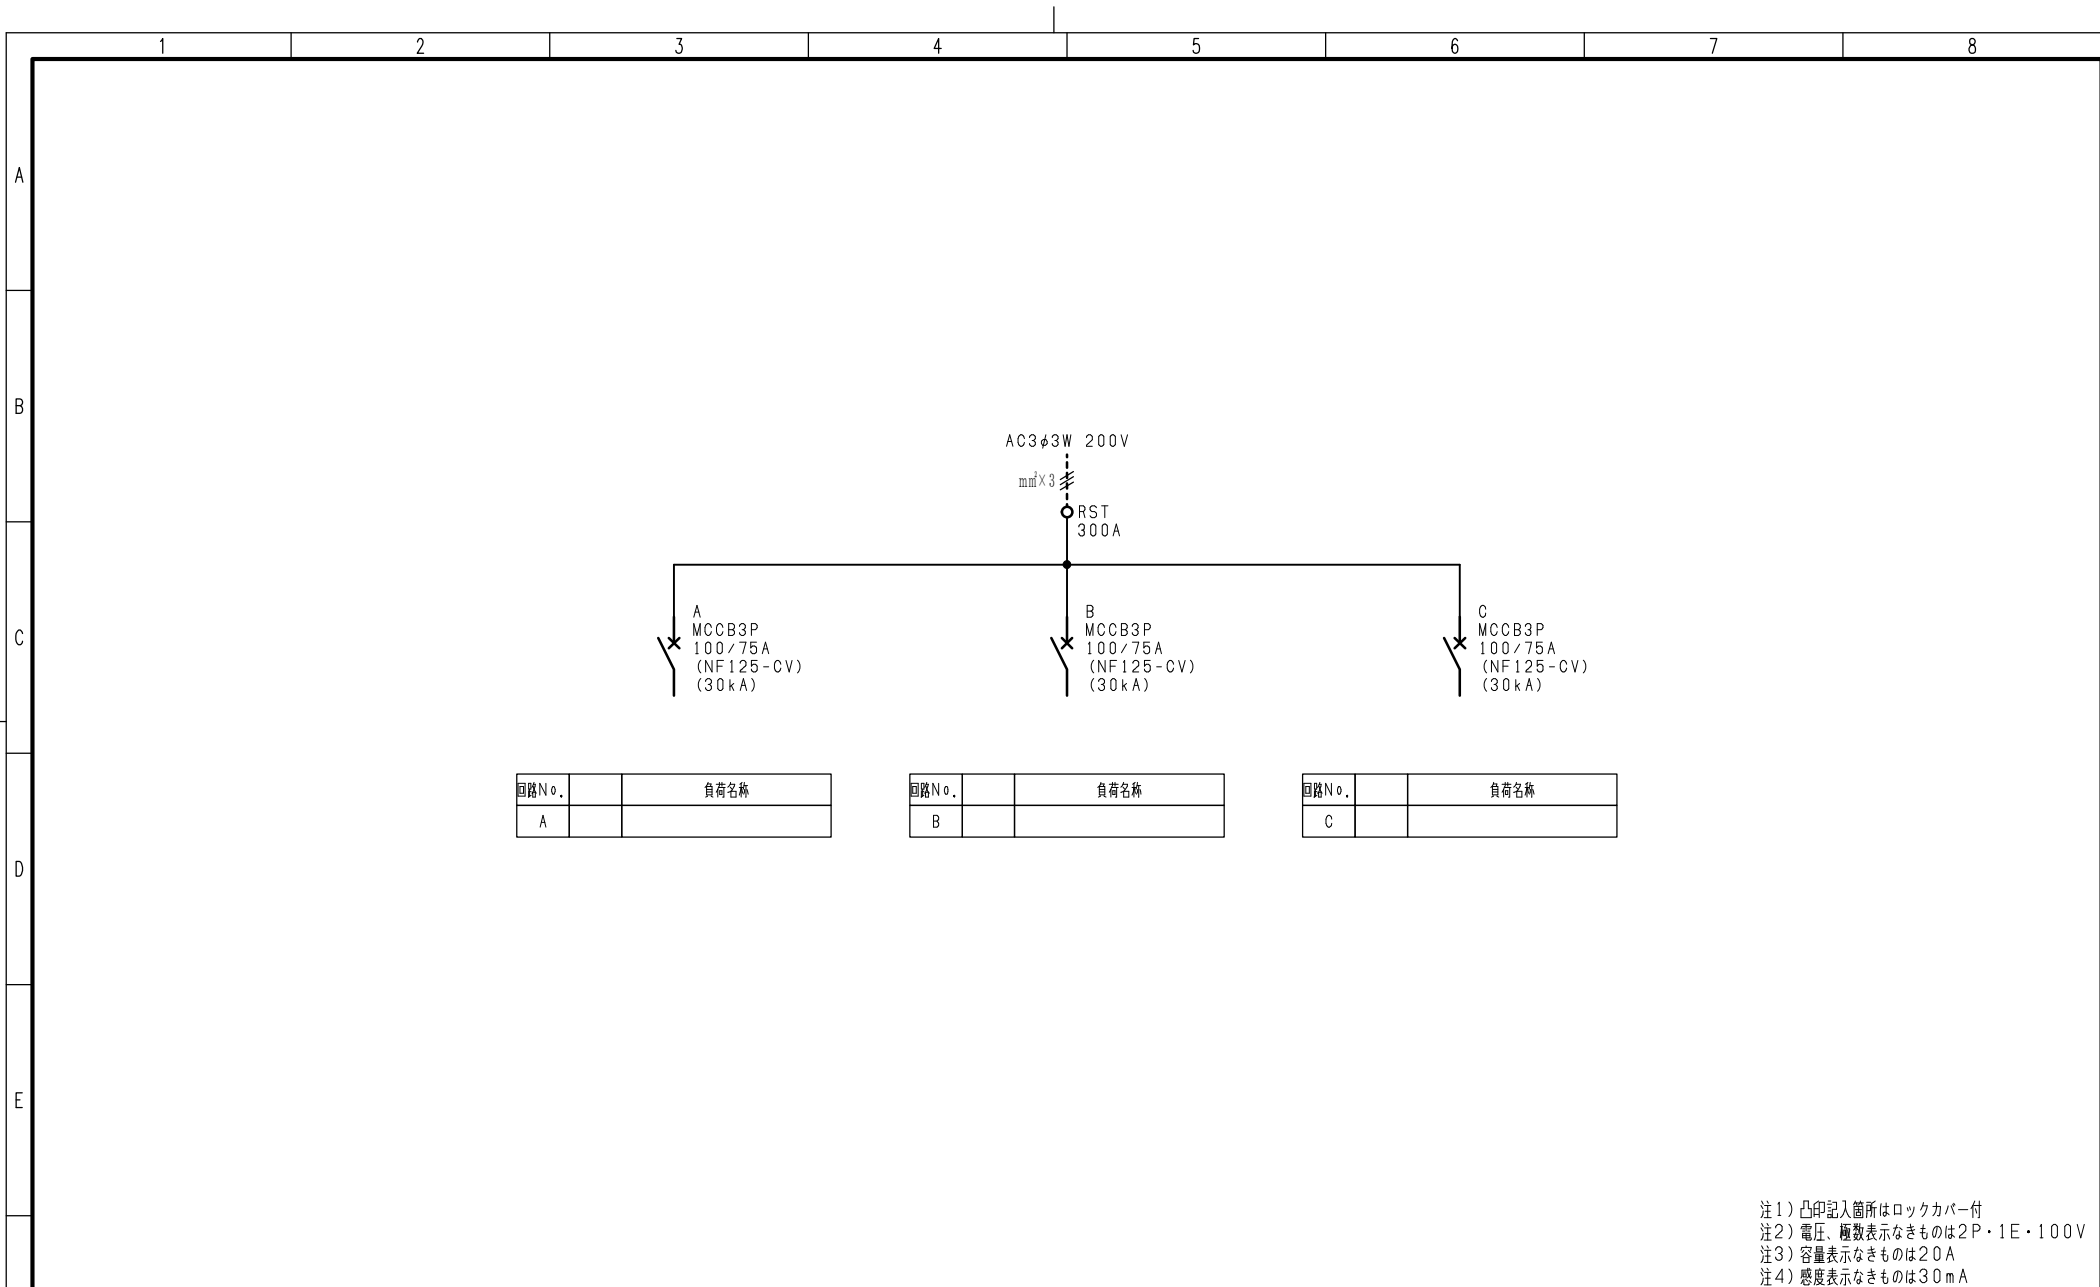 1 2 3 4 5 6 7 8
A
B
C
D
E
AC3φ3W 200V
mm²×3
RST
300A
A
MCCB3P
100/75A
(NF125-CV)
(30kA)
B
MCCB3P
100/75A
(NF125-CV)
(30kA)
C
MCCB3P
100/75A
(NF125-CV)
(30kA)
回路No. 負荷名称
A
回路No. 負荷名称
B
回路No. 負荷名称
C
注1)凸印記入箇所はロックカバー付
注2)電圧、極数表示なきものは2P・1E・100V
注3)容量表示なきものは20A
注4)感度表示なきものは30mA